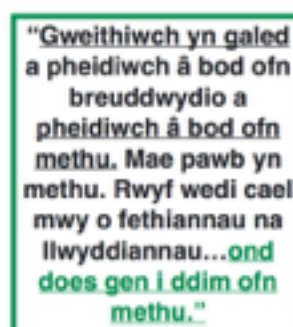 "Gweithiwch yn galed
a pheidiwch â bod ofn
breuddwydio a
pheidiwch â bod ofn
methu. Mae pawb yn
methu. Rwyf wedi cael
mwy o fethiannau na
llwyddiannau...ond
does gen i ddim ofn
methu."